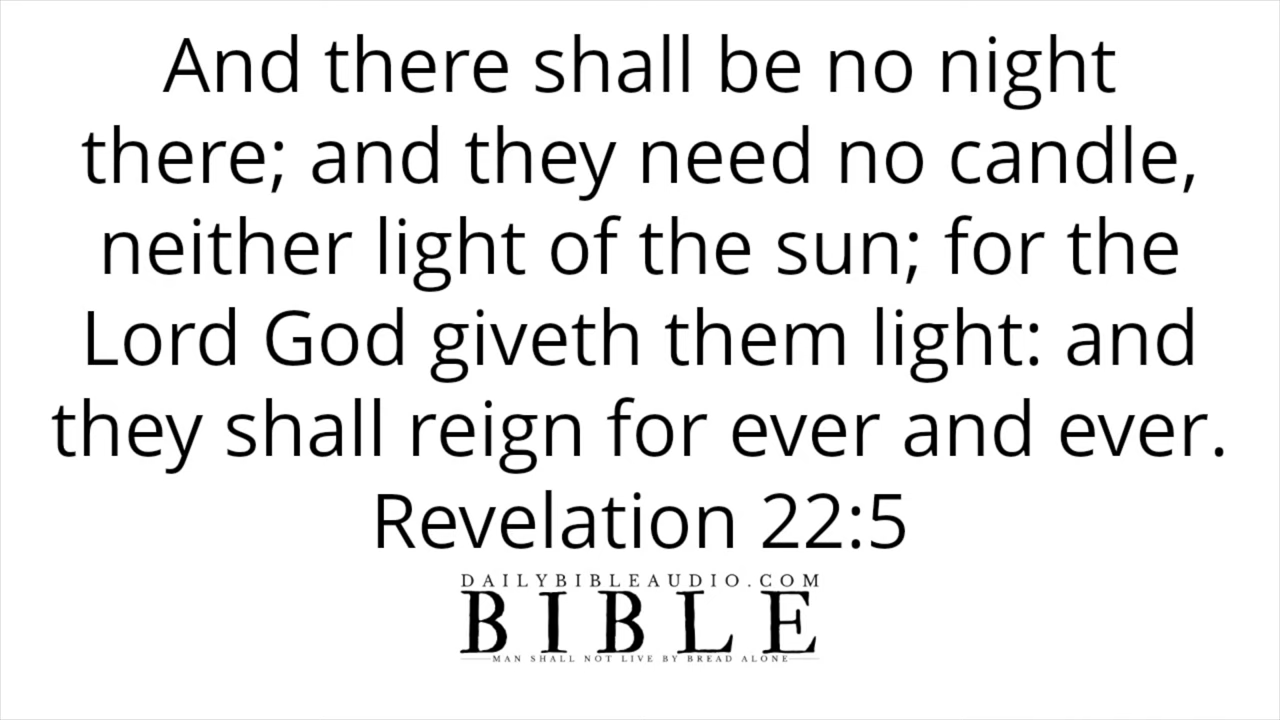 And there shall be no night
there; and they need no candle,
neither light of the sun; for the
Lord God giveth them light: and
they shall reign for ever and ever.
Revelation 22:5
DAILYBIBLEAUDIO.COM
BIBLE
MAN SHALL NOT LIVE BY BREAD ALONE